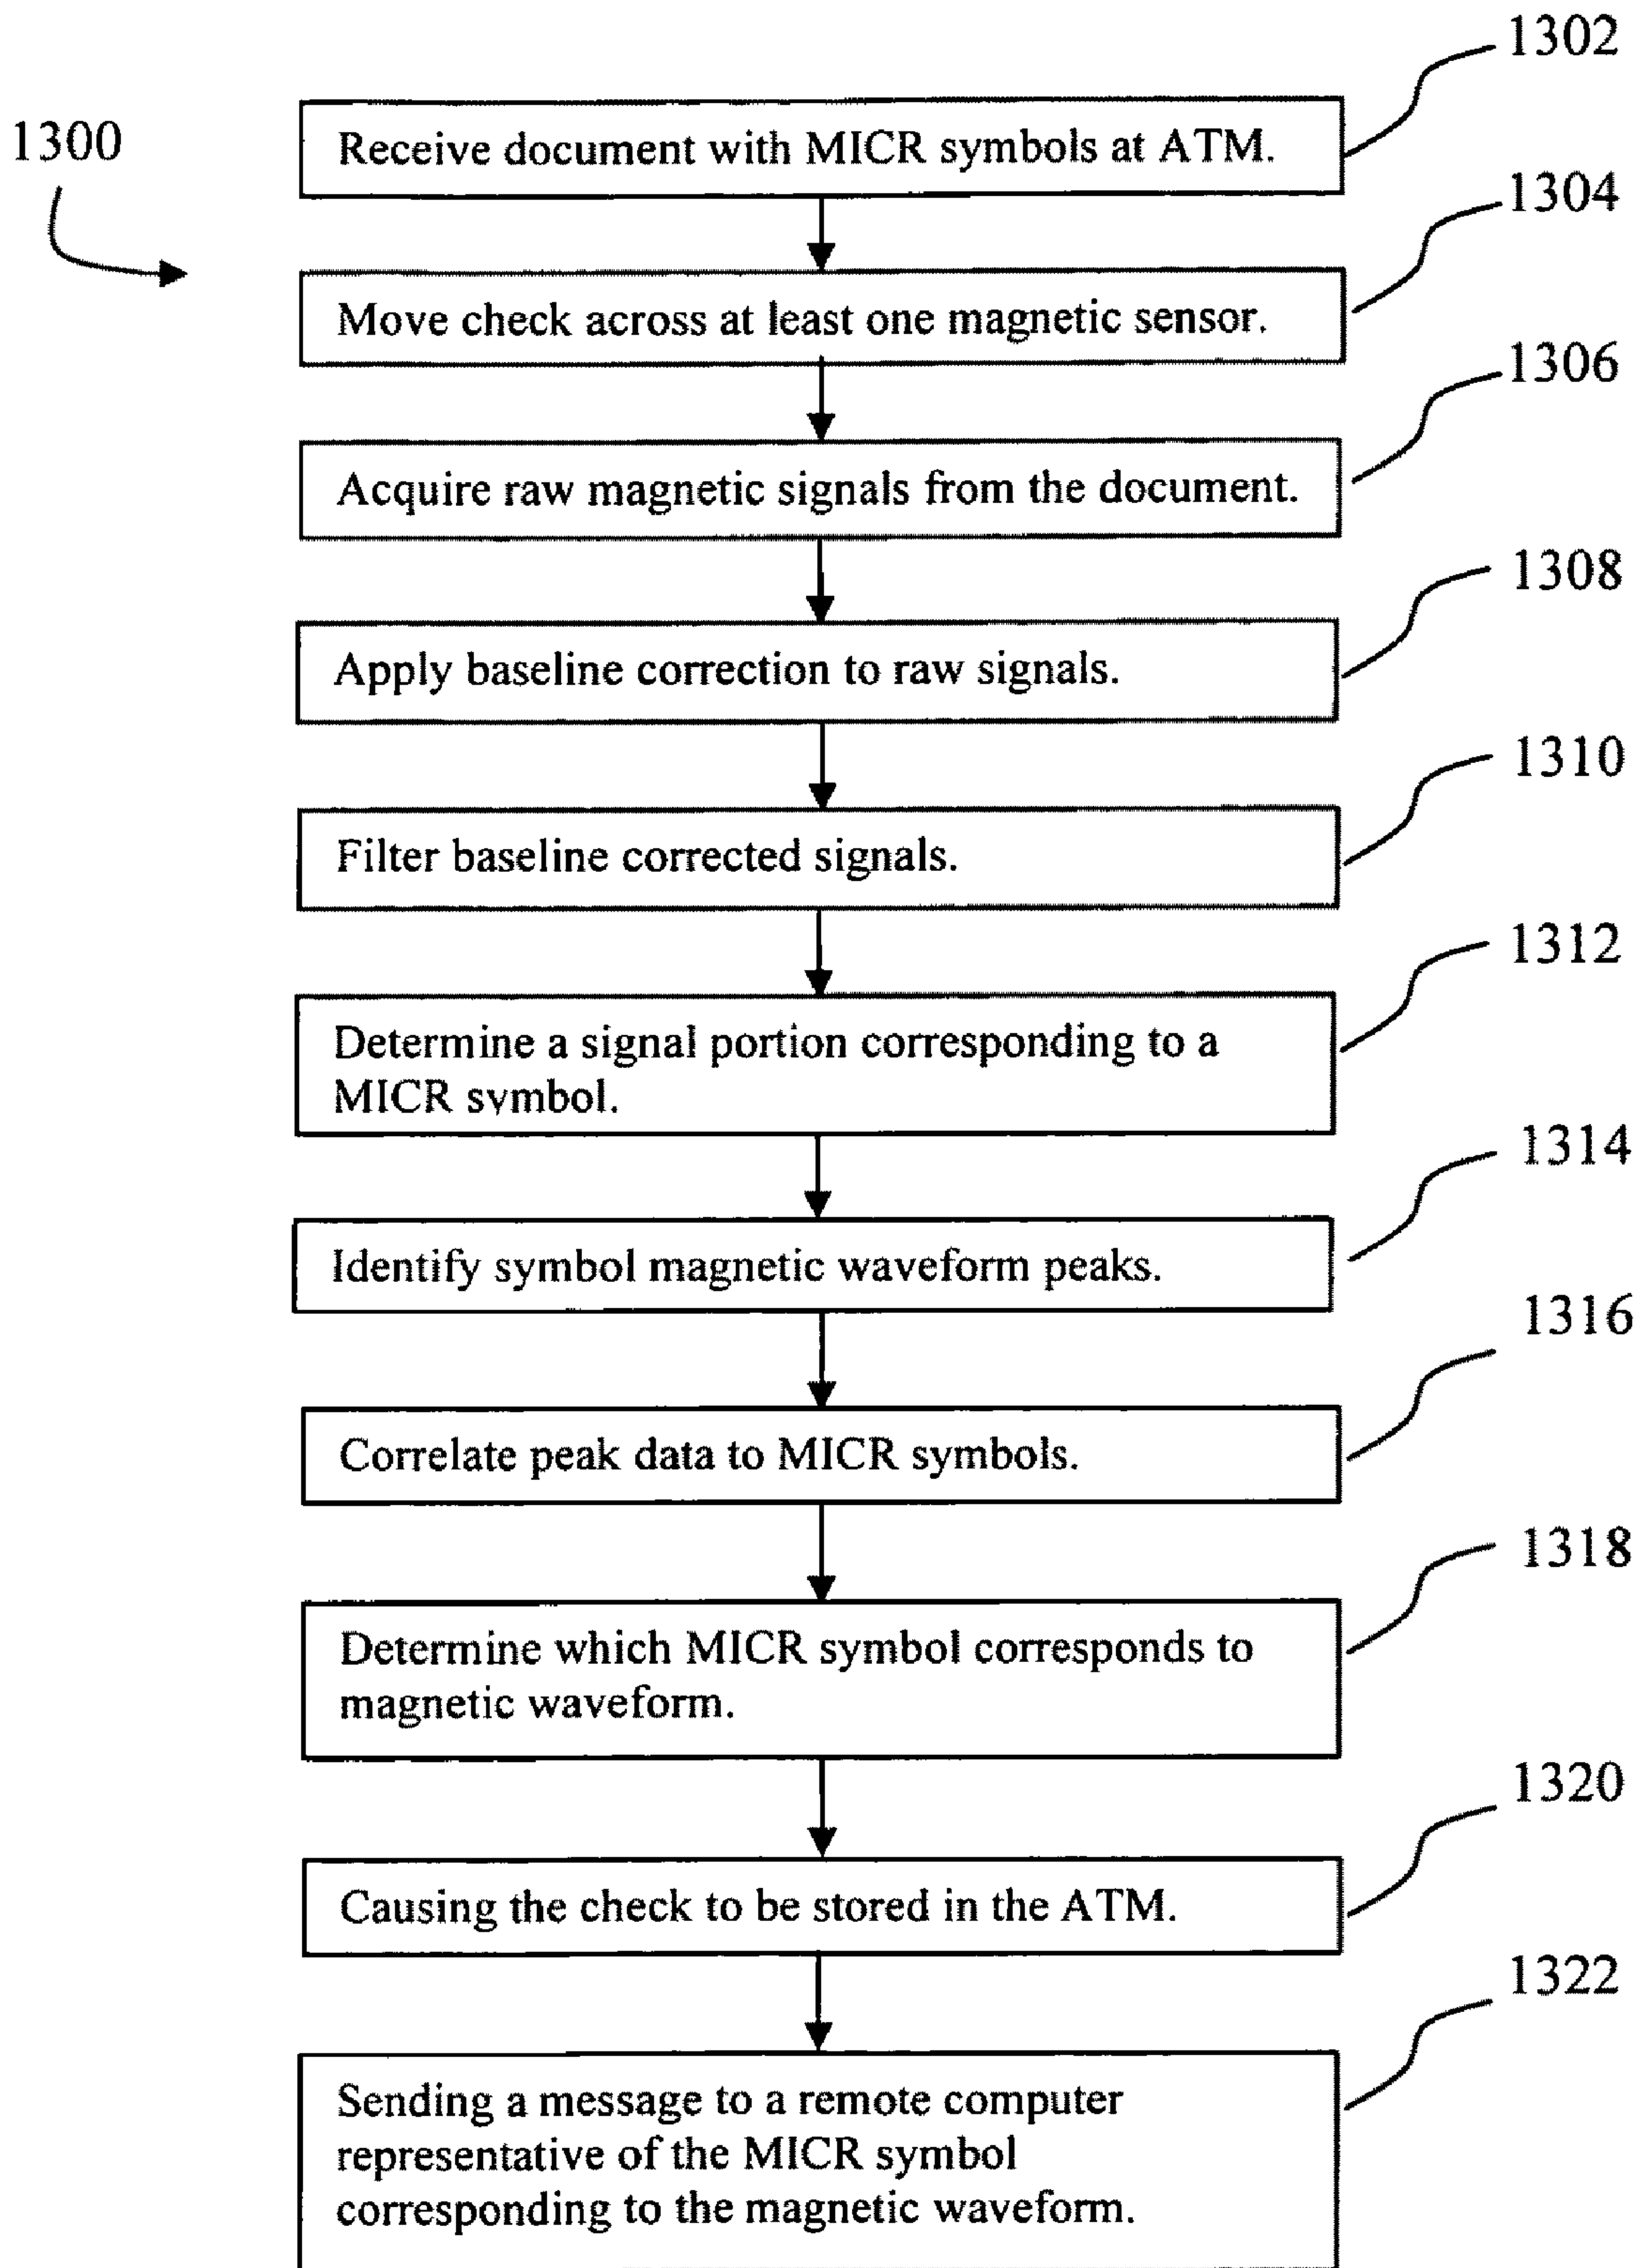 1302
1300
Receive document with MICR symbols at ATM.
1304
Move check across at least one magnetic sensor.
1306
Acquire raw magnetic signals from the document.
1308
Apply baseline correction to raw signals.
1310
Filter baseline corrected signals.
1312
Determine a signal portion corresponding to a
MICR symbol.
1314
Identify symbol magnetic waveform peaks.
1316
Correlate peak data to MICR symbols.
1318
Determine which MICR symbol corresponds to
magnetic waveform.
1320
Causing the check to be stored in the ATM.
1322
Sending a message to a remote computer
representative of the MICR symbol
corresponding to the magnetic waveform.